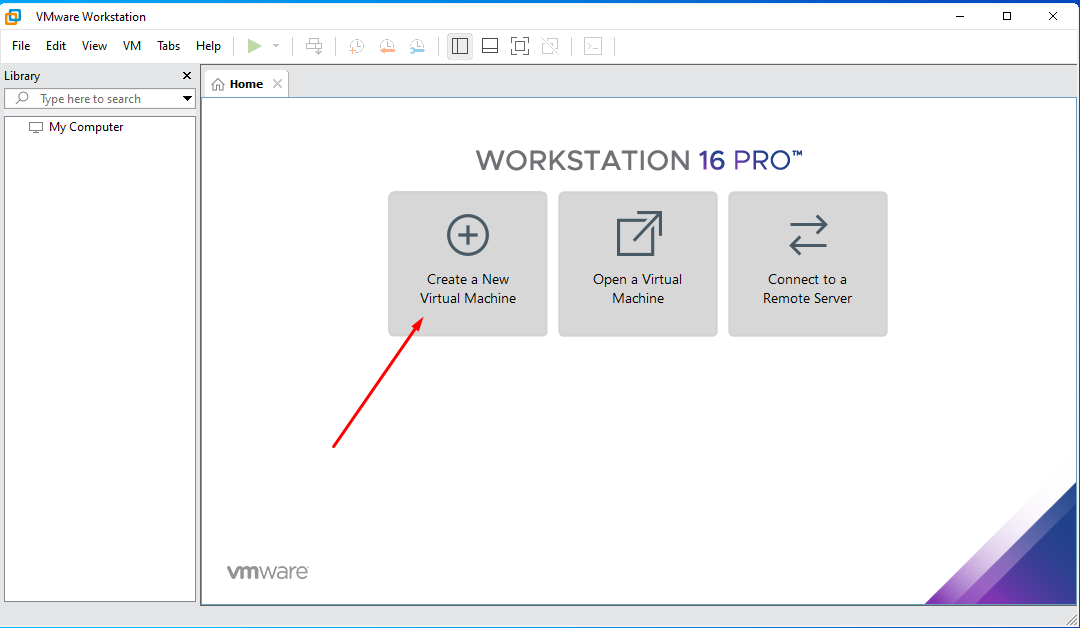 VMware Workstation
File Edit View VM Tabs Help
Library
Type here to search
My Computer
Home
WORKSTATION 16 PRO™
Create a New
Virtual Machine
Open a Virtual
Machine
Connect to a
Remote Server
vmware